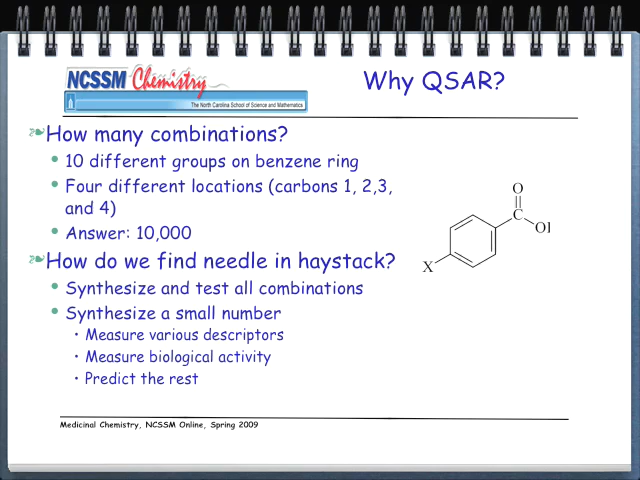 NCSSM Chemistry
The North Carolina School of Science and Mathematics
Why QSAR?
How many combinations?
• 10 different groups on benzene ring
• Four different locations (carbons 1, 2,3,
and 4)
• Answer: 10,000
How do we find needle in haystack?
• Synthesize and test all combinations
• Synthesize a small number
• Measure various descriptors
• Measure biological activity
• Predict the rest
O
C
OI
X
Medicinal Chemistry, NCSSM Online, Spring 2009